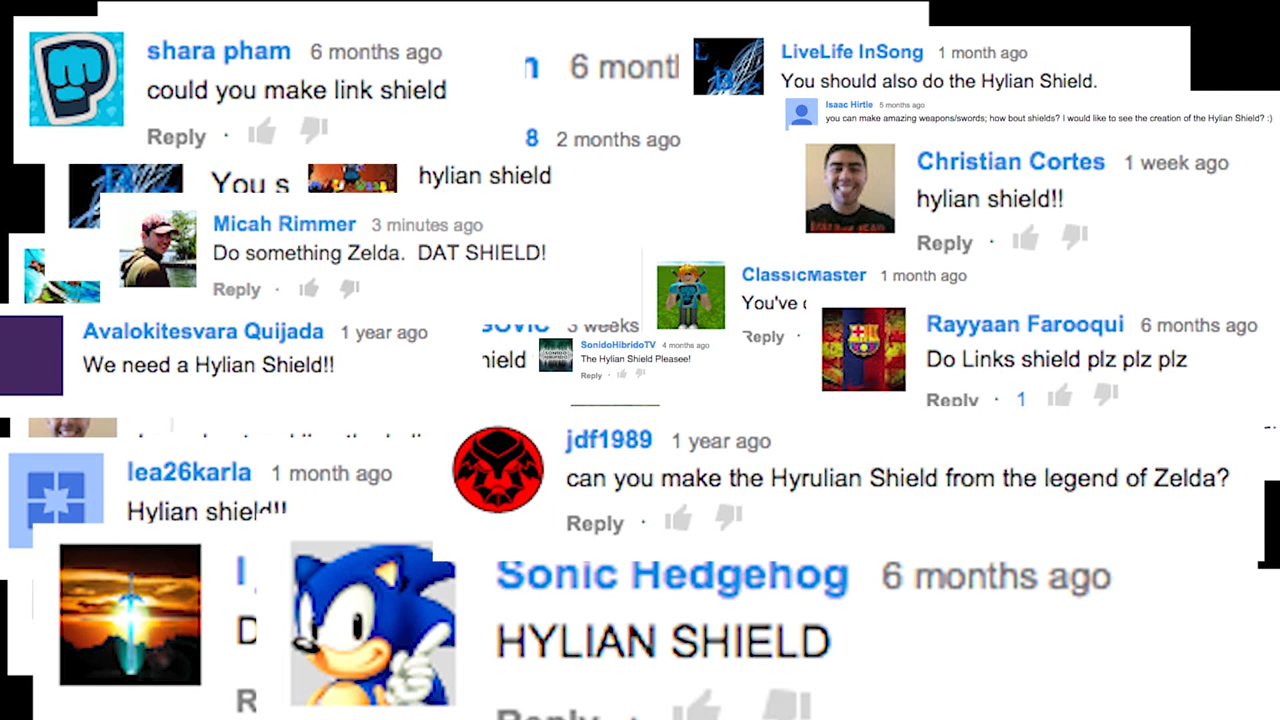 shara pham 6 months ago
could you make link shield
Reply ·
6 montl
8 2 months ago
hylian shield
You s
LiveLife InSong 1 month ago
You should also do the Hylian Shield.
Isaac Hirtle 5 months ago
you can make amazing weapons/swords; how bout shields? I would like to see the creation of the Hylian Shield? :)
Christian Cortes 1 week ago
hylian shield!!
Reply ·
Micah Rimmer 3 minutes ago
Do something Zelda. DAT SHIELD!
Reply ·
ClassicMaster 1 month ago
You've
Reply ·
Avalokitesvara Quijada 1 year ago
We need a Hylian Shield!!
3 weeks
hield
SonidoHibridoTV 4 months ago
The Hylian Shield Pleasee!
Reply ·
Rayyaan Farooqui 6 months ago
Do Links shield plz plz plz
Reply · 1
lea26karla 1 month ago
Hylian shield!!
jdf1989 1 year ago
can you make the Hyrulian Shield from the legend of Zelda?
Reply ·
I
D
R
Sonic Hedgehog 6 months ago
HYLIAN SHIELD
Reply ·